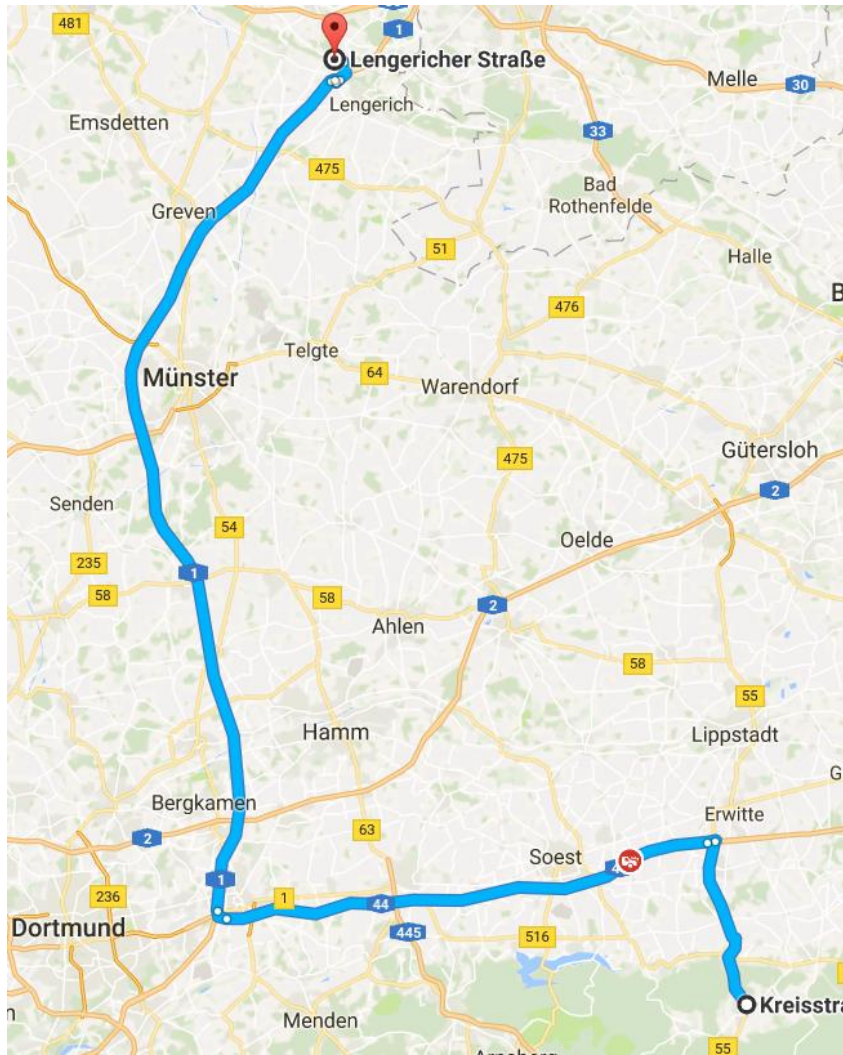 481
1
Lengericher Straße
Melle
30
Lengerich
Emsdetten
33
475
Bad
Rothenfelde
Greven
51
Halle
476
B
Telgte
64
Münster
Warendorf
Gütersloh
475
2
Senden
54
Oelde
235
1
58
58
2
Ahlen
58
55
Hamm
Lippstadt
G
Bergkamen
Erwitte
2
63
Soest
1
236
1
4
44
Dortmund
445
516
Kreisstra
n
Menden
55
Arnsberg